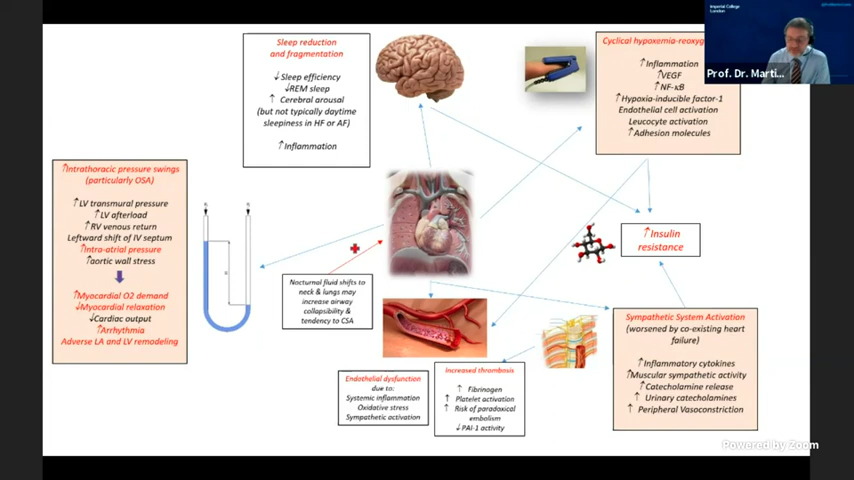 Sleep reduction
and fragmentation
↓Sleep efficiency
↓REM sleep
↑ Cerebral arousal
(but not typically daytime
sleepiness in HF or AF)
↑Inflammation
Cyclical hypoxemia-reoxyg
↑Inflammation
↑VEGF
↑NF-κB
↑Hypoxia-inducible factor-1
Endothelial cell activation
Leucocyte activation
↑Adhesion molecules
Imperial College
London
Prof. Dr. Marti...
↑Intrathoracic pressure swings
(particularly OSA)
↑LV transmural pressure
↑LV afterload
↑RV venous return
Leftward shift of IV septum
↑Intra-atrial pressure
↑aortic wall stress
↑Myocardial O2 demand
↓Myocardial relaxation
↓Cardiac output
↑Arrhythmia
Adverse LA and LV remodeling
Nocturnal fluid shifts to
neck & lungs may
increase airway
collapsibility &
tendency to CSA
↑Insulin
resistance
Endothelial dysfunction
due to:
Systemic inflammation
Oxidative stress
Sympathetic activation
Increased thrombosis
↑ Fibrinogen
↑ Platelet activation
↑ Risk of paradoxical
embolism
↓PAI-1 activity
Sympathetic System Activation
(worsened by co-existing heart
failure)
↑Inflammatory cytokines
↑Muscular sympathetic activity
↑Catecholamine release
↑ Urinary catecholamines
↑ Peripheral Vasoconstriction
Powered by Zoom